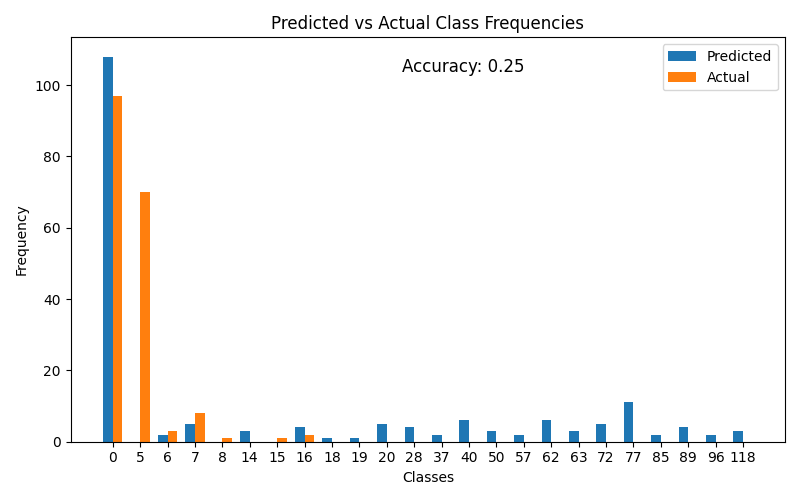 Predicted vs Actual Class Frequencies
Accuracy: 0.25
Predicted
Actual
Frequency
100
80
60
40
20
0
0 5 6 7 8 14 15 16 18 19 20 28 37 40 50 57 62 63 72 77 85 89 96 118
Classes